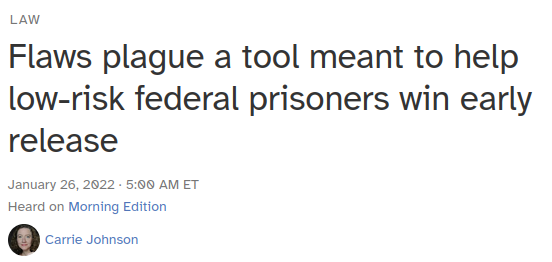 LAW
Flaws plague a tool meant to help
low-risk federal prisoners win early
release
January 26, 2022 · 5:00 AM ET
Heard on Morning Edition
Carrie Johnson